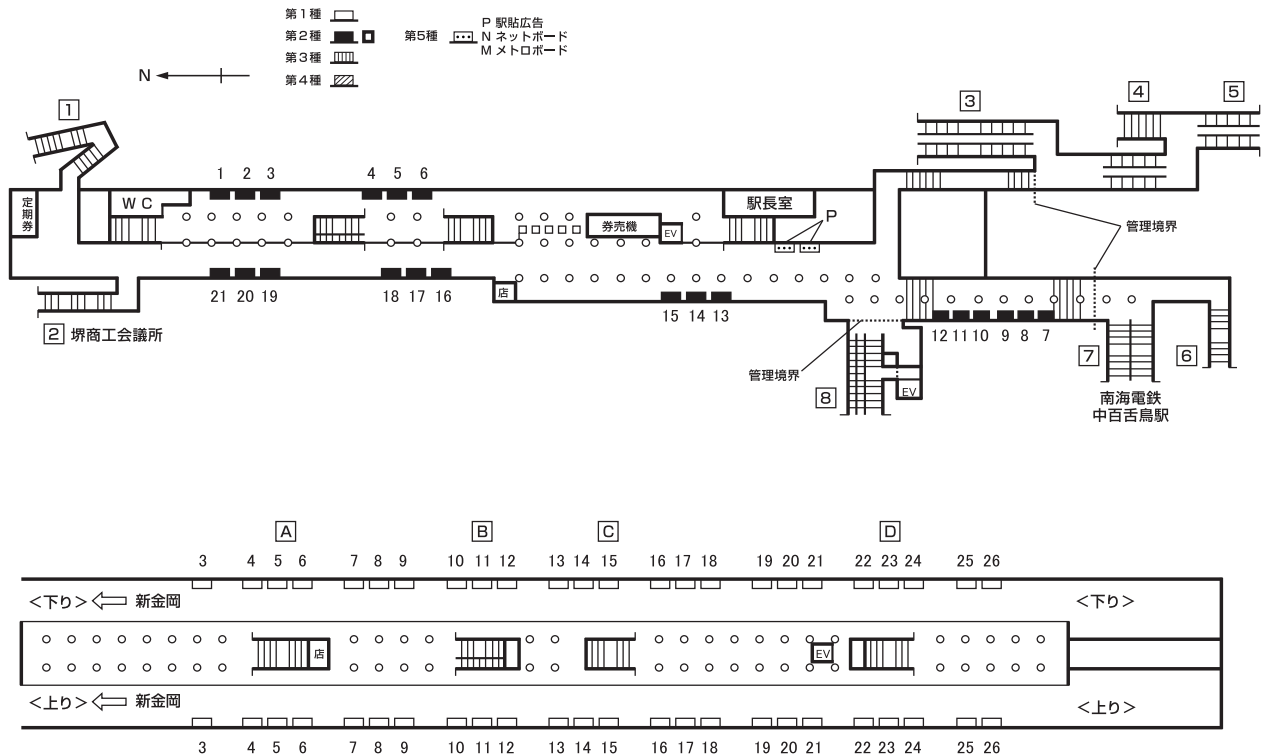 第1種
第2種
第3種
第4種
第5種
P 駅貼広告
N ネットボード
M メトロボード
N
1
3
4
5
定期券
WC
1 2 3
4 5 6
券売機
EV
駅長室
P
管理境界
21 20 19
18 17 16
店
15 14 13
12 11 10 9 8 7
2 堺商工会議所
管理境界
8
EV
7
6
南海電鉄
中百舌鳥駅
A
B
C
D
3 4 5 6 7 8 9 10 11 12 13 14 15 16 17 18 19 20 21 22 23 24 25 26
<下り> 新金岡
<下り>
店
EV
<上り> 新金岡
<上り>
3 4 5 6 7 8 9 10 11 12 13 14 15 16 17 18 19 20 21 22 23 24 25 26